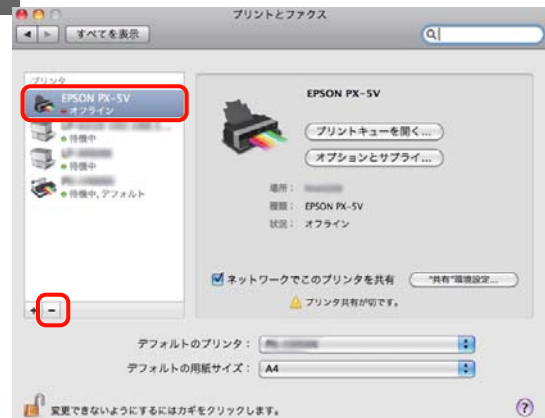 プリントとファクス
すべてを表示
プリンタ
EPSON PX-5V
オフライン
待機中
待機中
待機中, デフォルト
EPSON PX-5V
プリントキューを開く...
オプションとサプライ...
場所：
種類： EPSON PX-5V
状況： オフライン
ネットワークでこのプリンタを共有
"共有"環境設定...
プリンタ共有が切です。
デフォルトのプリンタ：
デフォルトの用紙サイズ： A4
変更できないようにするにはカギをクリックします。